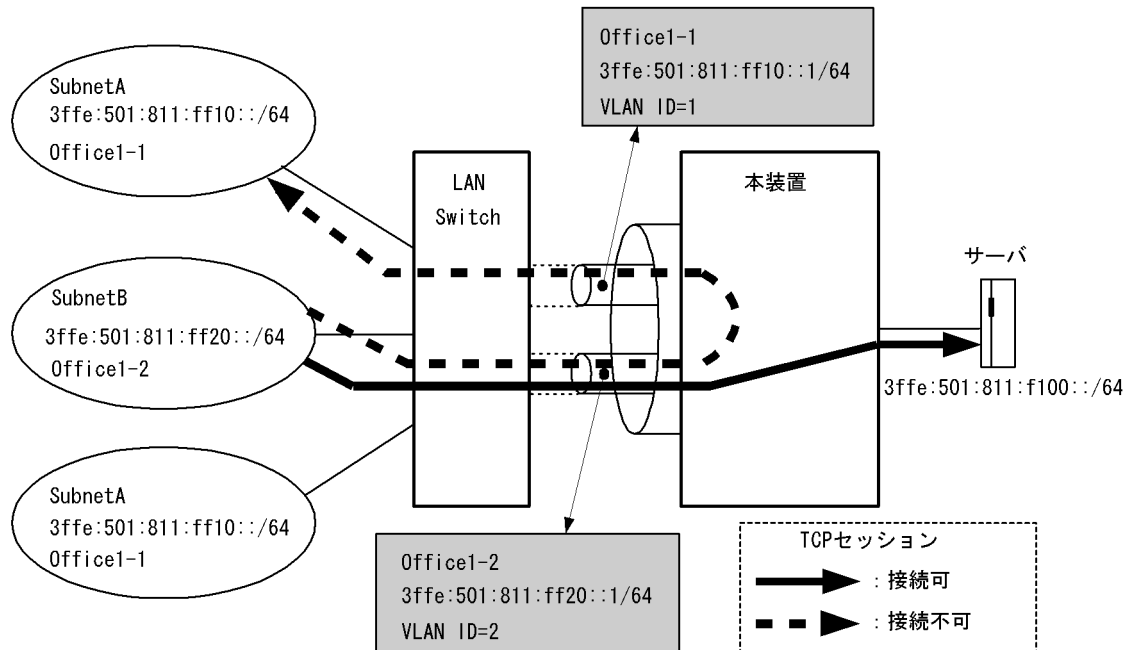 Office1-1
3ffe:501:811:ff10::1/64
VLAN ID=1
SubnetA
3ffe:501:811:ff10::/64
Office1-1
LAN
Switch
本装置
サーバ
SubnetB
3ffe:501:811:ff20::/64
Office1-2
3ffe:501:811:f100::/64
SubnetA
3ffe:501:811:ff10::/64
Office1-1
Office1-2
3ffe:501:811:ff20::1/64
VLAN ID=2
TCPセッション
：接続可
：接続不可